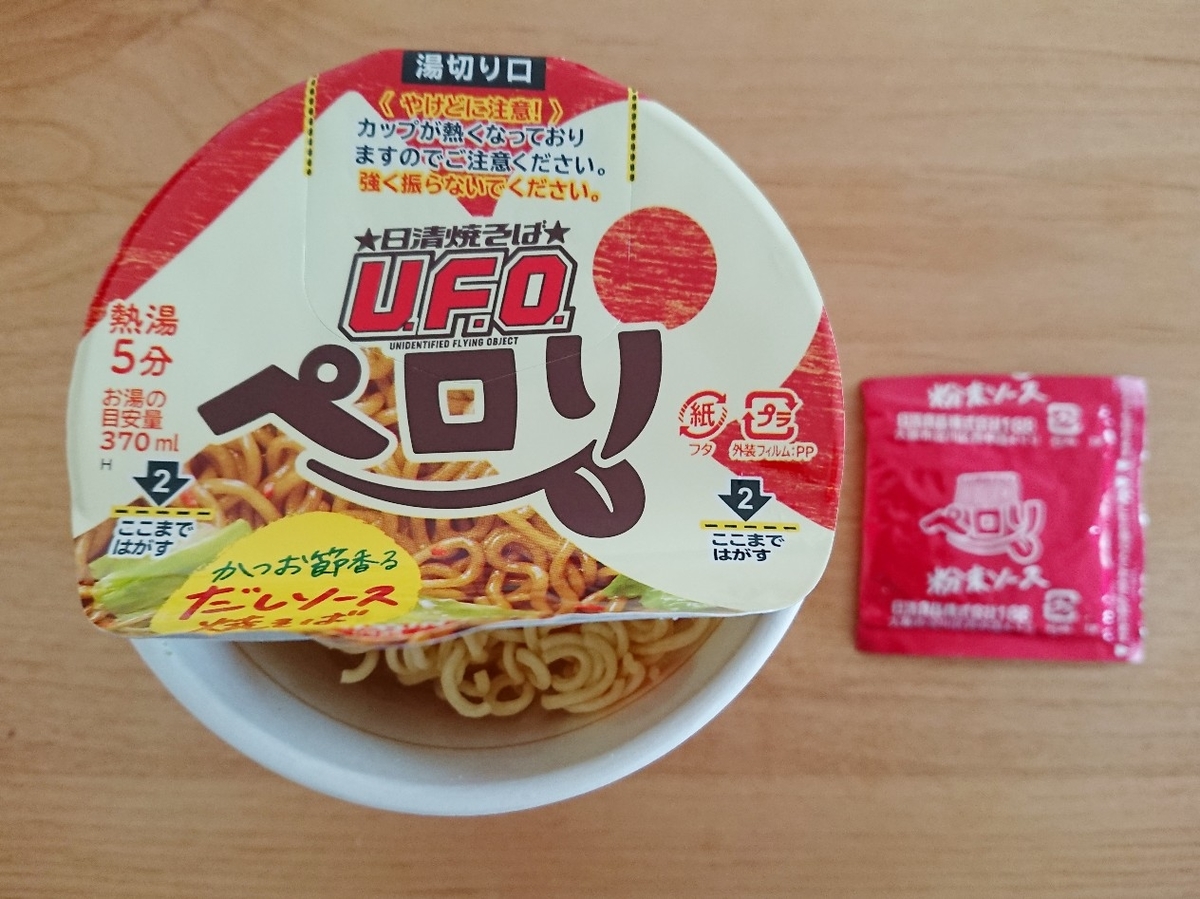 湯切り口
《やけどに注意!》
カップが熱くなっており
ますのでご注意ください。
強く振らないでください。
★日清焼そば★
U.F.O.
UNIDENTIFIED FLYING OBJECT
ペロリ
熱湯
5分
お湯の
目安量
370ml
H
2
ここまで
はがす
紙
フタ
プラ
外装フィルム:PP
2
ここまで
はがす
かつお節香る
だしソース
焼そば
粉末ソース
ペロリ
粉末ソース